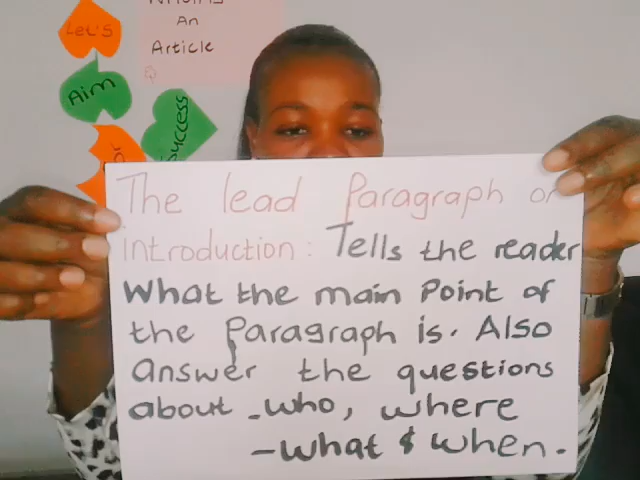 An
Article
Let's
Aim
Success
The lead Paragraph or
introduction: Tells the reader
What the main Point of
the Paragraph is. Also
answer the questions
about - who, where
- what & when.